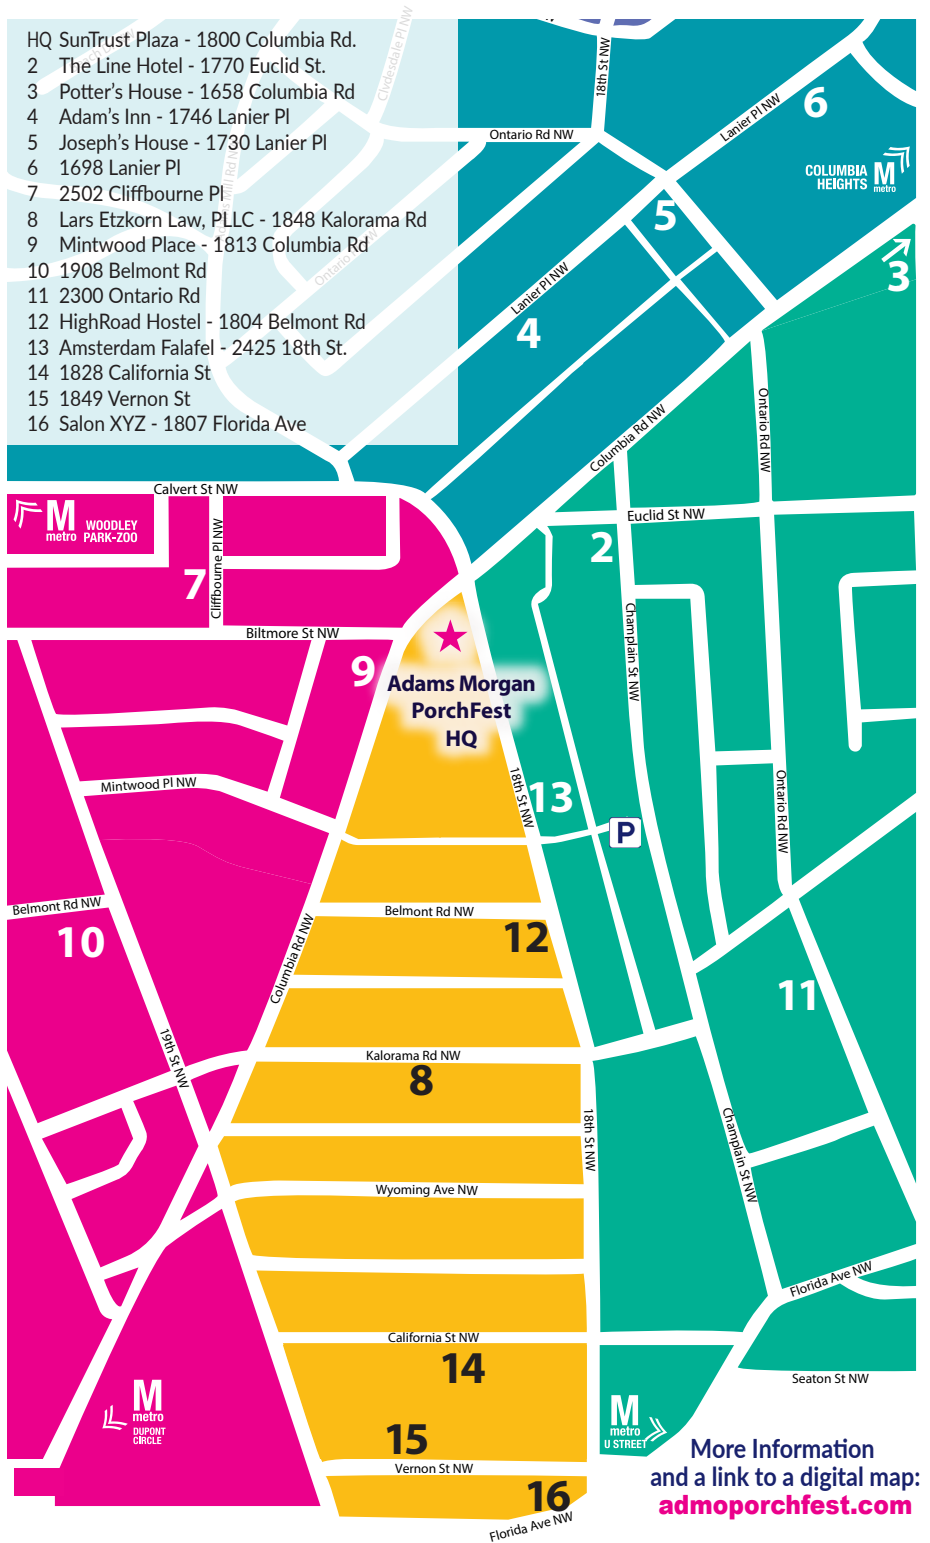 HQ SunTrust Plaza - 1800 Columbia Rd.
2 The Line Hotel - 1770 Euclid St.
3 Potter's House - 1658 Columbia Rd
4 Adam's Inn - 1746 Lanier Pl
5 Joseph's House - 1730 Lanier Pl
6 1698 Lanier Pl
7 2502 Cliffbourne Pl
8 Lars Etzkorn Law, PLLC - 1848 Kalorama Rd
9 Mintwood Place - 1813 Columbia Rd
10 1908 Belmont Rd
11 2300 Ontario Rd
12 HighRoad Hostel - 1804 Belmont Rd
13 Amsterdam Falafel - 2425 18th St.
14 1828 California St
15 1849 Vernon St
16 Salon XYZ - 1807 Florida Ave
Clydesdale Pl NW
Ontario Rd NW
18th St NW
Ontario Rd NW
Lanier Pl NW
6
COLUMBIA
HEIGHTS
M
metro
5
3
Lanier Pl NW
4
Columbia Rd NW
Ontario Rd NW
Calvert St NW
M
metro
WOODLEY
PARK-ZOO
Cliffbourne Pl NW
7
Euclid St NW
2
Biltmore St NW
Champlain St NW
9
Adams Morgan
PorchFest
HQ
Mintwood Pl NW
18th St NW
13
P
Ontario Rd NW
Belmont Rd NW
10
Belmont Rd NW
12
Columbia Rd NW
11
19th St NW
Kalorama Rd NW
8
18th St NW
Champlain St NW
Wyoming Ave NW
Florida Ave NW
California St NW
14
Seaton St NW
M
metro
DUPONT
CIRCLE
M
metro
U STREET
15
Vernon St NW
16
Florida Ave NW
More Information
and a link to a digital map:
admoporchfest.com